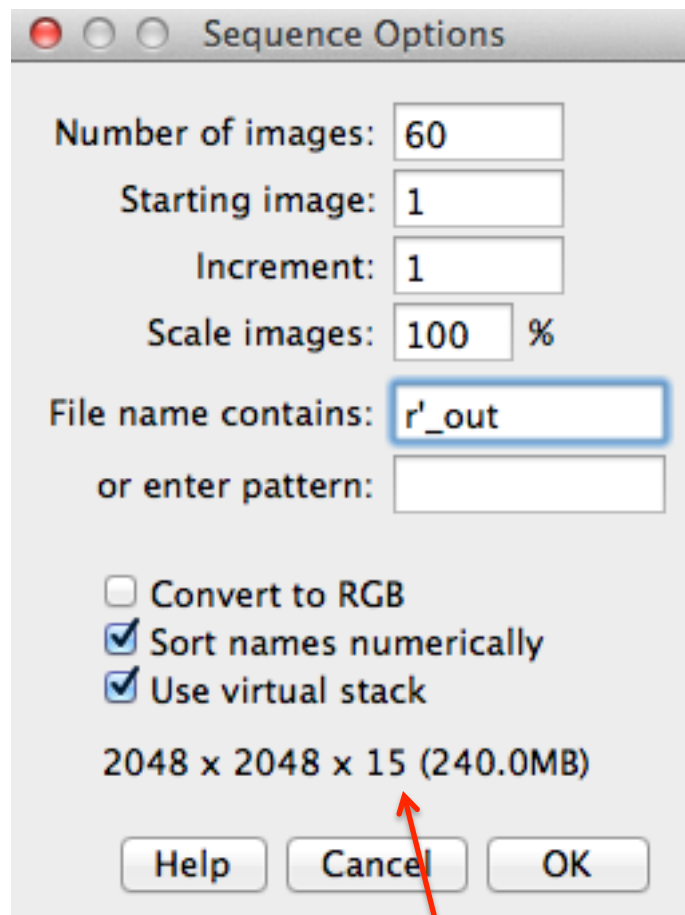 Sequence Options
Number of images: 60
Starting image: 1
Increment: 1
Scale images: 100 %
File name contains: r'_out
or enter pattern:
Convert to RGB
Sort names numerically
Use virtual stack
2048 x 2048 x 15 (240.0MB)
Help Cancel OK